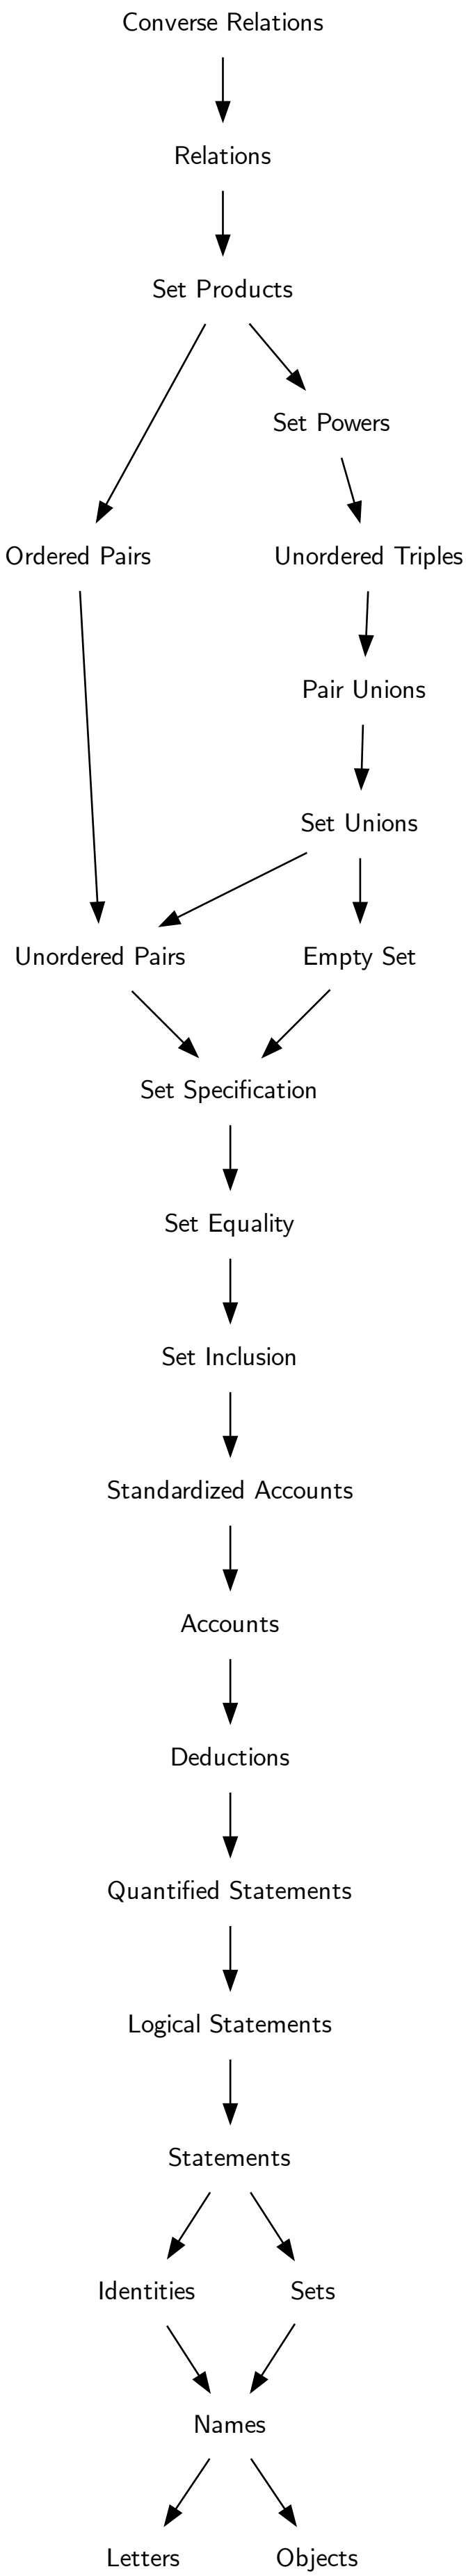 Converse Relations
Relations
Set Products
Set Powers
Ordered Pairs
Unordered Triples
Pair Unions
Set Unions
Unordered Pairs
Empty Set
Set Specification
Set Equality
Set Inclusion
Standardized Accounts
Accounts
Deductions
Quantified Statements
Logical Statements
Statements
Identities
Sets
Names
Letters
Objects